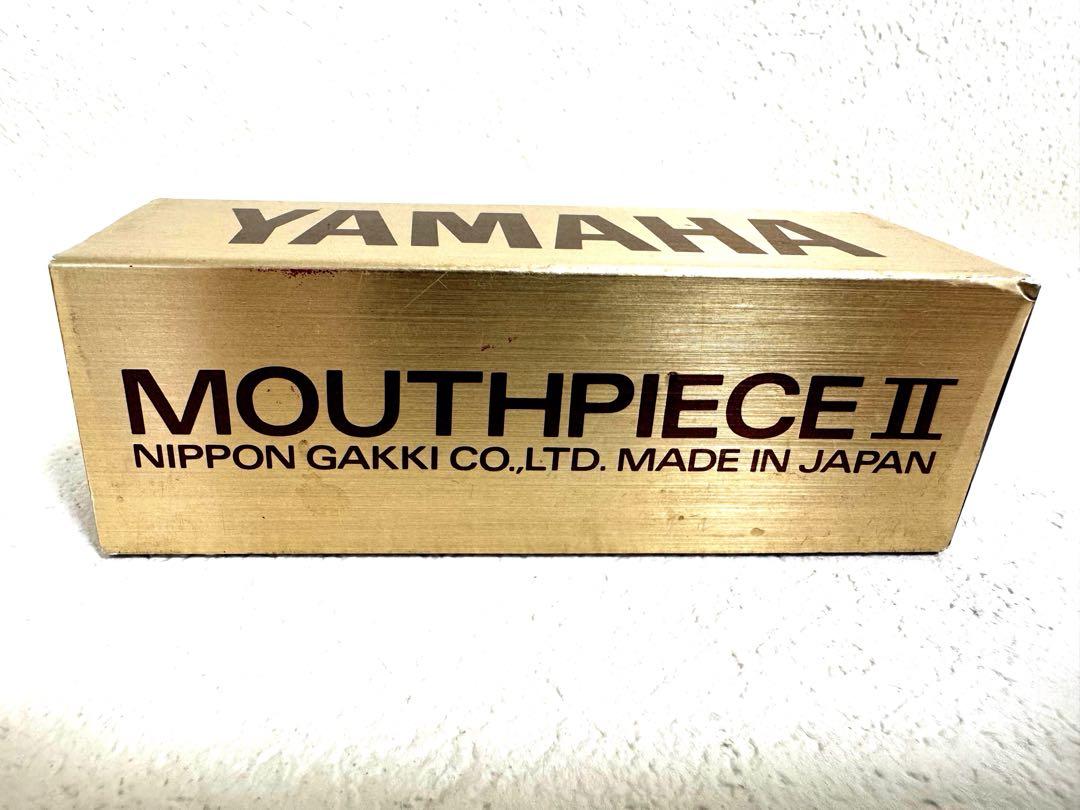 YAMAHA
MOUTHPIECE II
NIPPON GAKKI CO.,LTD. MADE IN JAPAN